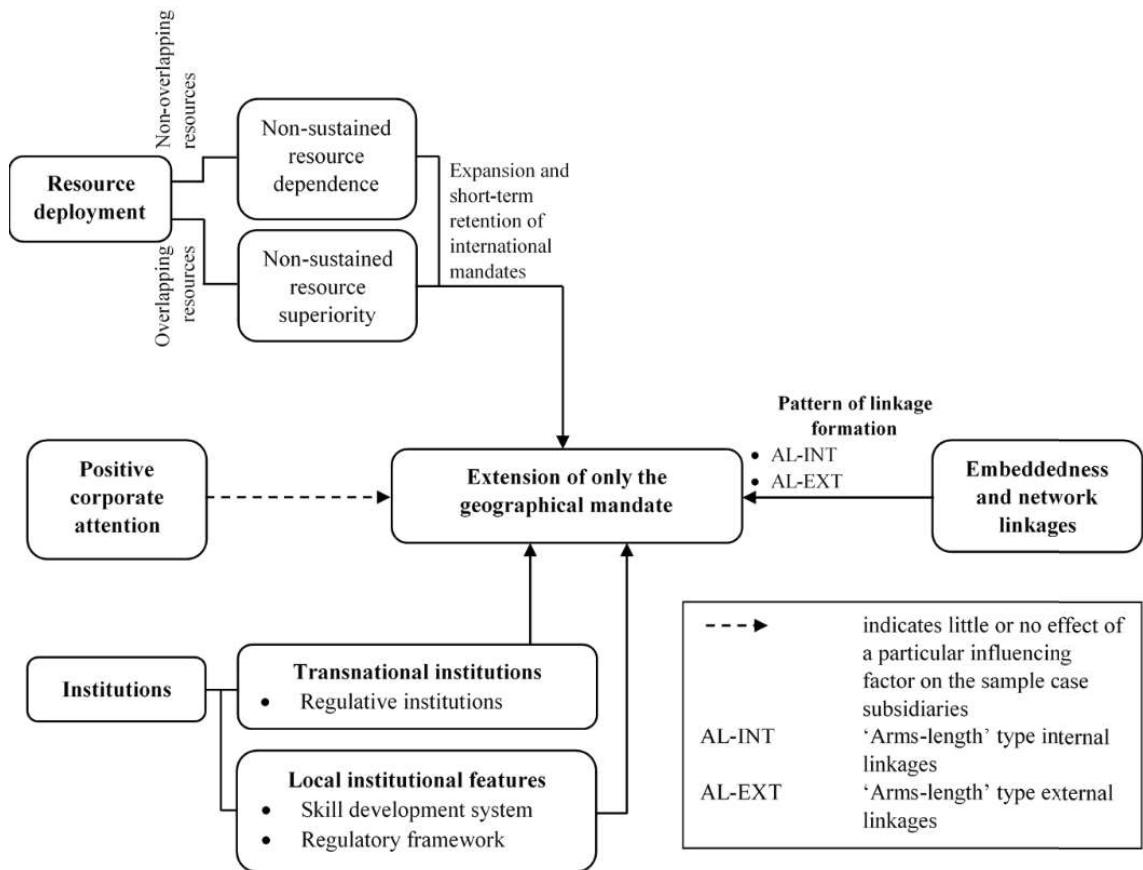 Non-overlapping
resources
Resource
deployment
Overlapping
resources
Non-sustained
resource
dependence
Non-sustained
resource
superiority
Expansion and
short-term
retention of
international
mandates
Positive
corporate
attention
Extension of only the
geographical mandate
Pattern of linkage
formation
• AL-INT
• AL-EXT
Embeddedness
and network
linkages
Institutions
Transnational institutions
• Regulative institutions
Local institutional features
• Skill development system
• Regulatory framework
indicates little or no effect of
a particular influencing
factor on the sample case
subsidiaries
AL-INT ‘Arms-length’ type internal
linkages
AL-EXT ‘Arms-length’ type external
linkages